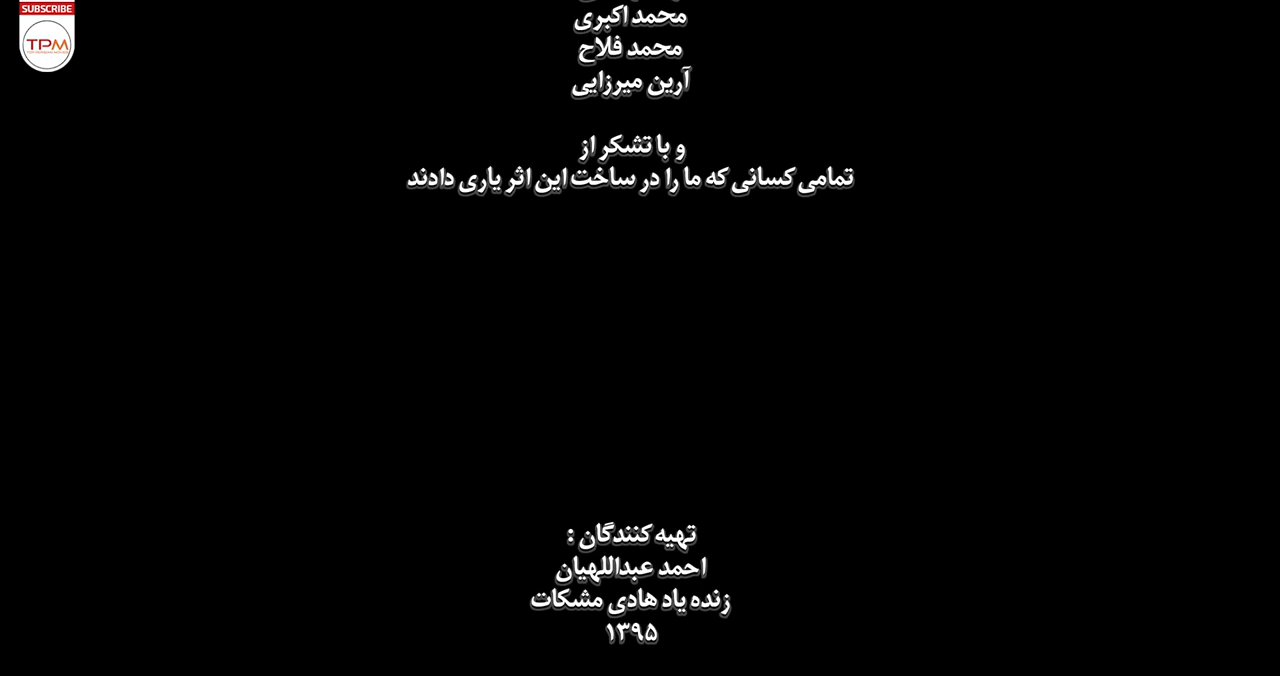 SUBSCRIBE
TPM
محمد اکبری
محمد فلاح
آرین میرزایی
و با تشکر از
تمامی کسانی که ما را در ساخت این اثر یاری دادند
تهیه کنندگان :
احمد عبداللهیان
زنده یاد هادی مشکات
۱۳۹۵